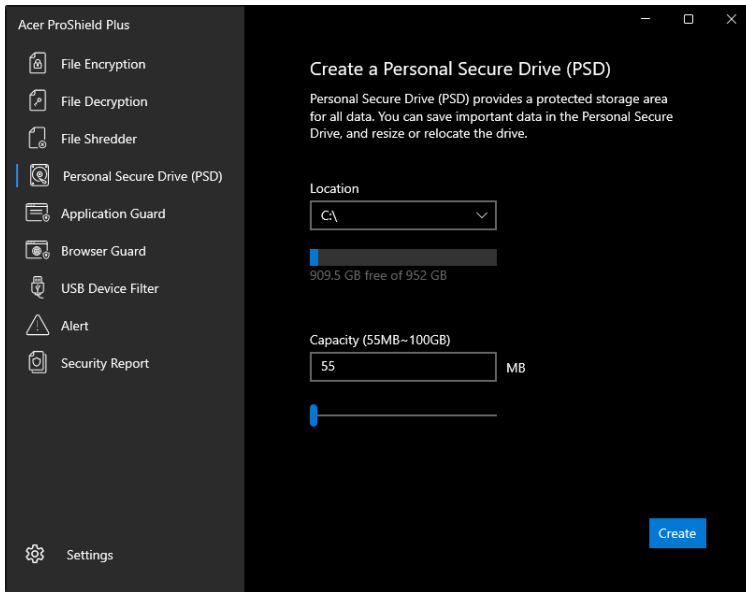 Acer ProShield Plus
File Encryption
File Decryption
File Shredder
Personal Secure Drive (PSD)
Application Guard
Browser Guard
USB Device Filter
Alert
Security Report
Settings
Create a Personal Secure Drive (PSD)
Personal Secure Drive (PSD) provides a protected storage area
for all data. You can save important data in the Personal Secure
Drive, and resize or relocate the drive.
Location
C:\
909.5 GB free of 952 GB
Capacity (55MB~100GB)
55 MB
Create